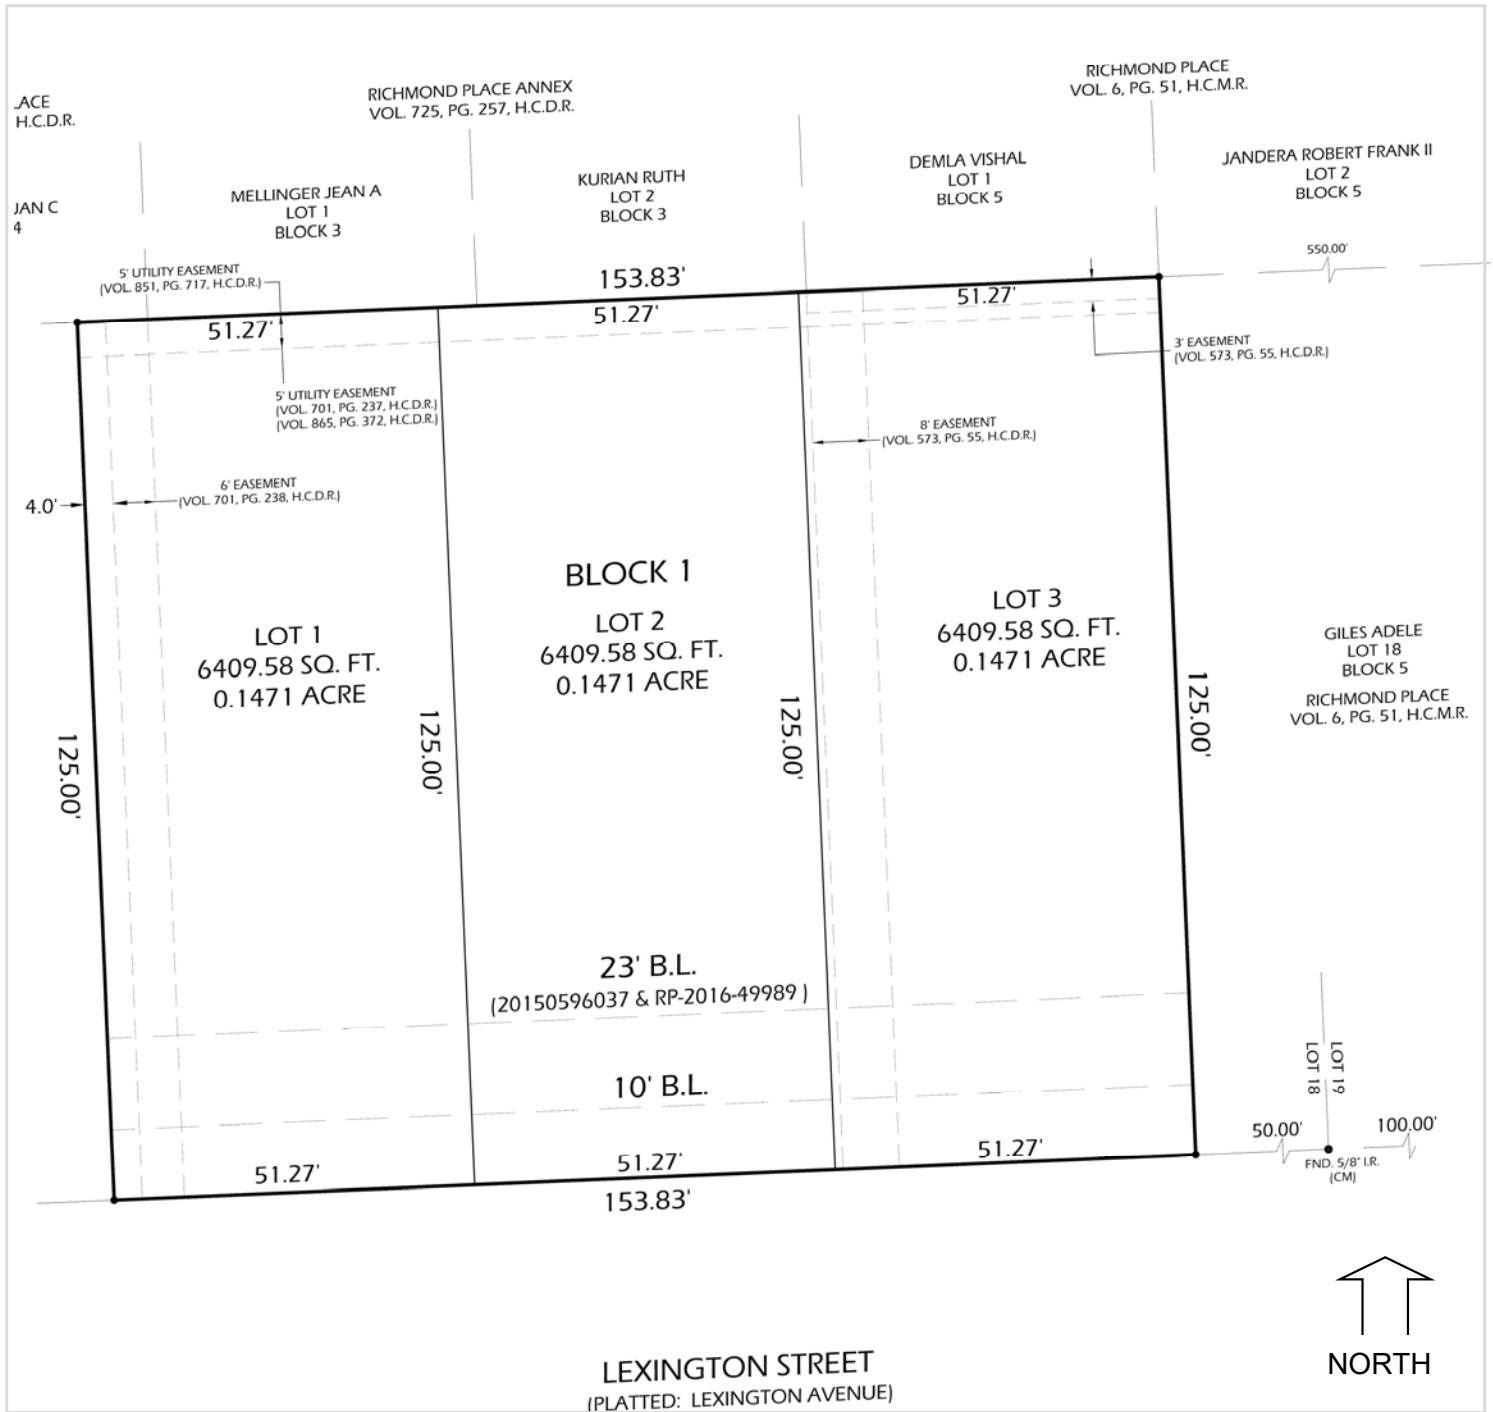 .ACE
H.C.D.R.
RICHMOND PLACE ANNEX
VOL. 725, PG. 257, H.C.D.R.
RICHMOND PLACE
VOL. 6, PG. 51, H.C.M.R.
JAN C
4
MELLINGER JEAN A
LOT 1
BLOCK 3
KURIAN RUTH
LOT 2
BLOCK 3
DEMLA VISHAL
LOT 1
BLOCK 5
JANDERA ROBERT FRANK II
LOT 2
BLOCK 5
5' UTILITY EASEMENT
(VOL. 851, PG. 717, H.C.D.R.)
153.83'
550.00'
51.27'
51.27'
51.27'
3' EASEMENT
(VOL. 573, PG. 55, H.C.D.R.)
5' UTILITY EASEMENT
(VOL. 701, PG. 237, H.C.D.R.)
(VOL. 865, PG. 372, H.C.D.R.)
8' EASEMENT
(VOL. 573, PG. 55, H.C.D.R.)
6' EASEMENT
(VOL. 701, PG. 238, H.C.D.R.)
4.0'
BLOCK 1
LOT 1
6409.58 SQ. FT.
0.1471 ACRE
LOT 2
6409.58 SQ. FT.
0.1471 ACRE
LOT 3
6409.58 SQ. FT.
0.1471 ACRE
GILES ADELE
LOT 18
BLOCK 5
RICHMOND PLACE
VOL. 6, PG. 51, H.C.M.R.
125.00'
125.00'
125.00'
125.00'
23' B.L.
(20150596037 & RP-2016-49989 )
10' B.L.
LOT 18
LOT 19
51.27'
51.27'
51.27'
153.83'
50.00'
100.00'
FND. 5/8" I.R.
(CM)
NORTH
LEXINGTON STREET
(PLATTED: LEXINGTON AVENUE)